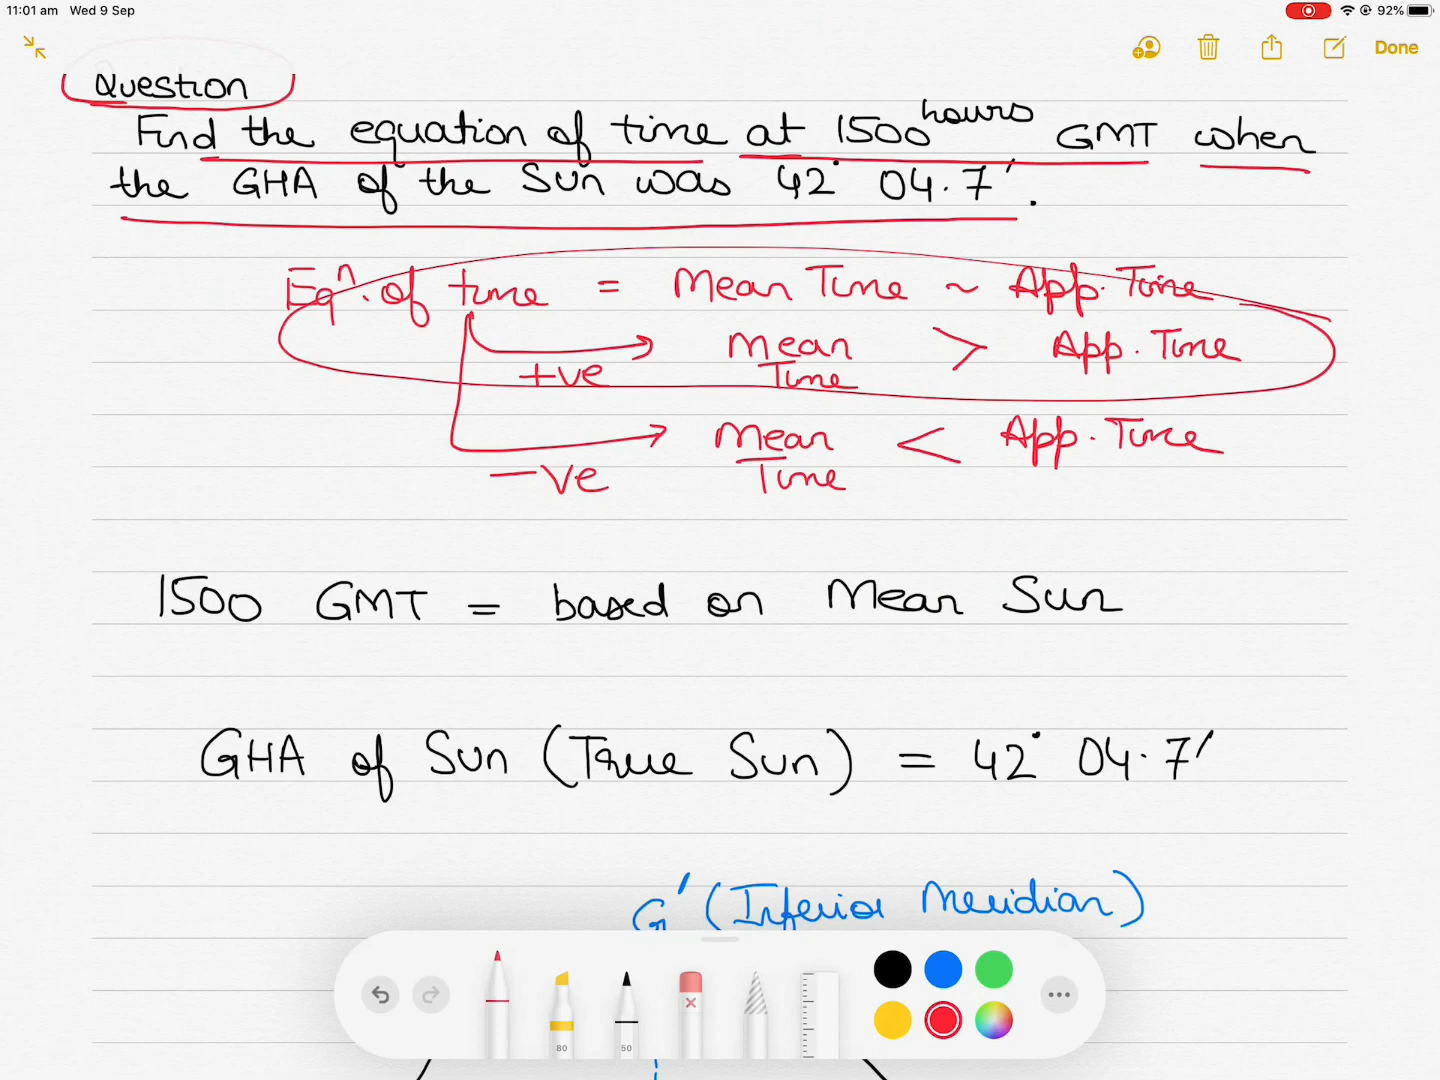 11:01 am Wed 9 Sep 92%
Done
Question
Find the equation of time at 1500 hours GMT when
the GHA of the Sun was 42° 04.7′.
Eqⁿ. of time = Mean Time ~ App. Time
+ve Mean Time > App. Time
-ve Mean Time < App. Time
1500 GMT = based on Mean Sun
GHA of Sun (True Sun) = 42° 04.7′
G′ (Inferior Meridian)
80 50